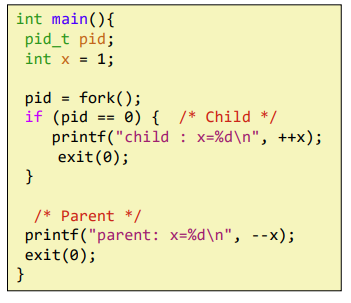 int main(){
pid_t pid;
int x = 1;
pid = fork();
if (pid == 0) {  /* Child */
printf("child : x=%d\n", ++x);
exit(0);
}
/* Parent */
printf("parent: x=%d\n", --x);
exit(0);
}